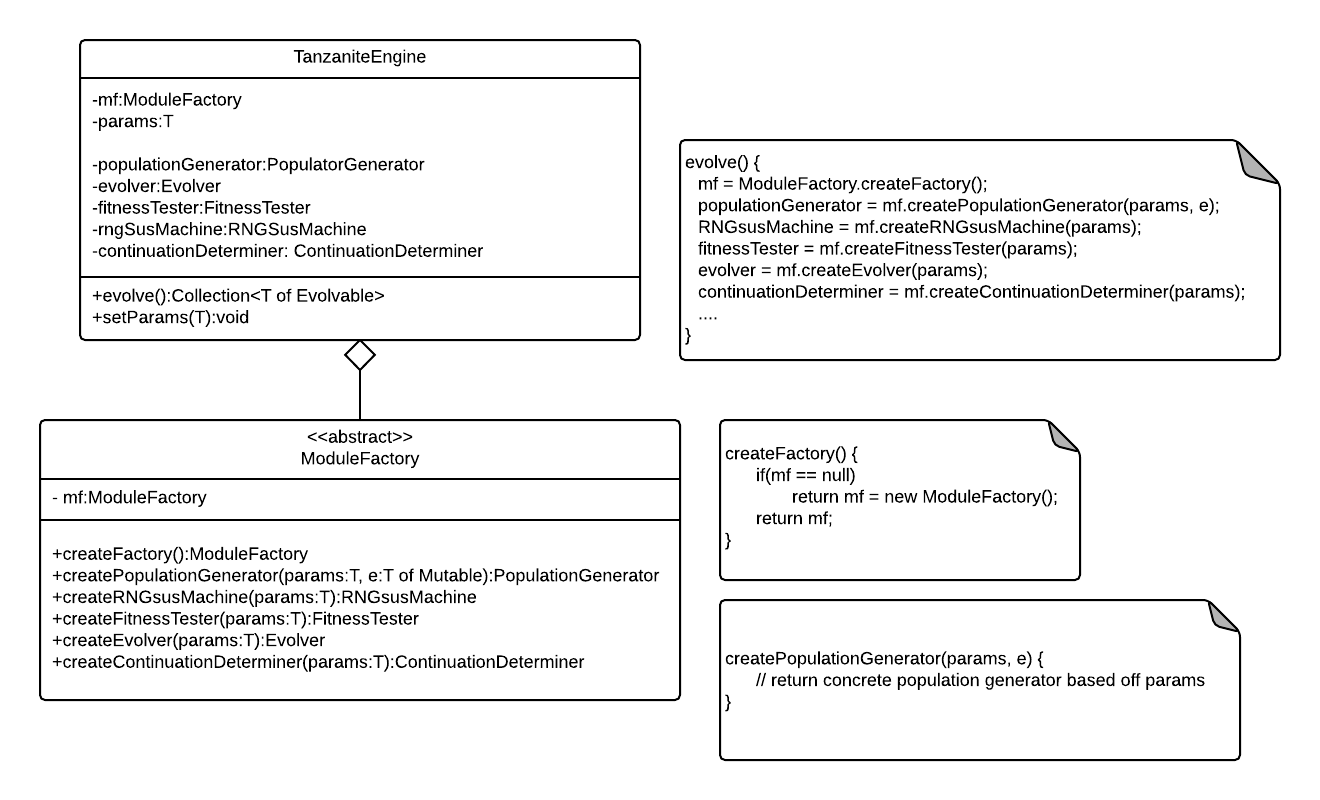 TanzaniteEngine
-mf:ModuleFactory
-params:T
-populationGenerator:PopulatorGenerator
-evolver:Evolver
-fitnessTester:FitnessTester
-rngSusMachine:RNGSusMachine
-continuationDeterminer: ContinuationDeterminer
+evolve():Collection<T of Evolvable>
+setParams(T):void
evolve() {
mf = ModuleFactory.createFactory();
populationGenerator = mf.createPopulationGenerator(params, e);
RNGsusMachine = mf.createRNGsusMachine(params);
fitnessTester = mf.createFitnessTester(params);
evolver = mf.createEvolver(params);
continuationDeterminer = mf.createContinuationDeterminer(params);
....
}
<<abstract>>
ModuleFactory
- mf:ModuleFactory
+createFactory():ModuleFactory
+createPopulationGenerator(params:T, e:T of Mutable):PopulationGenerator
+createRNGsusMachine(params:T):RNGsusMachine
+createFitnessTester(params:T):FitnessTester
+createEvolver(params:T):Evolver
+createContinuationDeterminer(params:T):ContinuationDeterminer
createFactory() {
if(mf == null)
return mf = new ModuleFactory();
return mf;
}
createPopulationGenerator(params, e) {
// return concrete population generator based off params
}